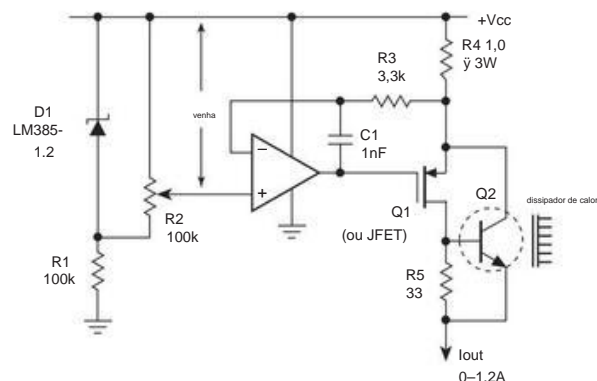 +Vcc
R4 1,0
ÿ 3W
R3
3,3k
D1
LM385-
1.2
venha
C1
1nF
−
+
R2
100k
Q1
(ou JFET)
Q2
dissipador de calor
R1
100k
R5
33
Iout
0–1.2A